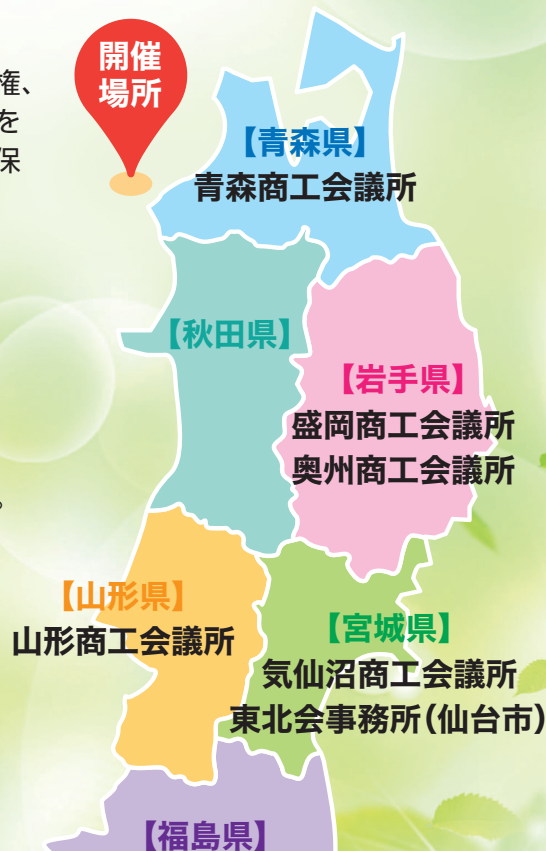 権、
を
保
。
開催
場所
【青森県】
青森商工会議所
【秋田県】
【岩手県】
盛岡商工会議所
奥州商工会議所
【山形県】
山形商工会議所
【宮城県】
気仙沼商工会議所
東北会事務所(仙台市)
【福島県】